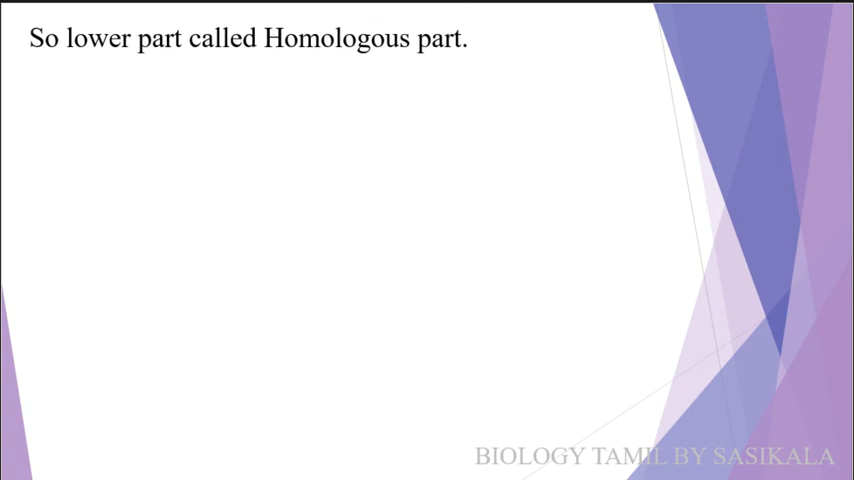 So lower part called Homologous part.
BIOLOGY TAMIL BY SASIKALA